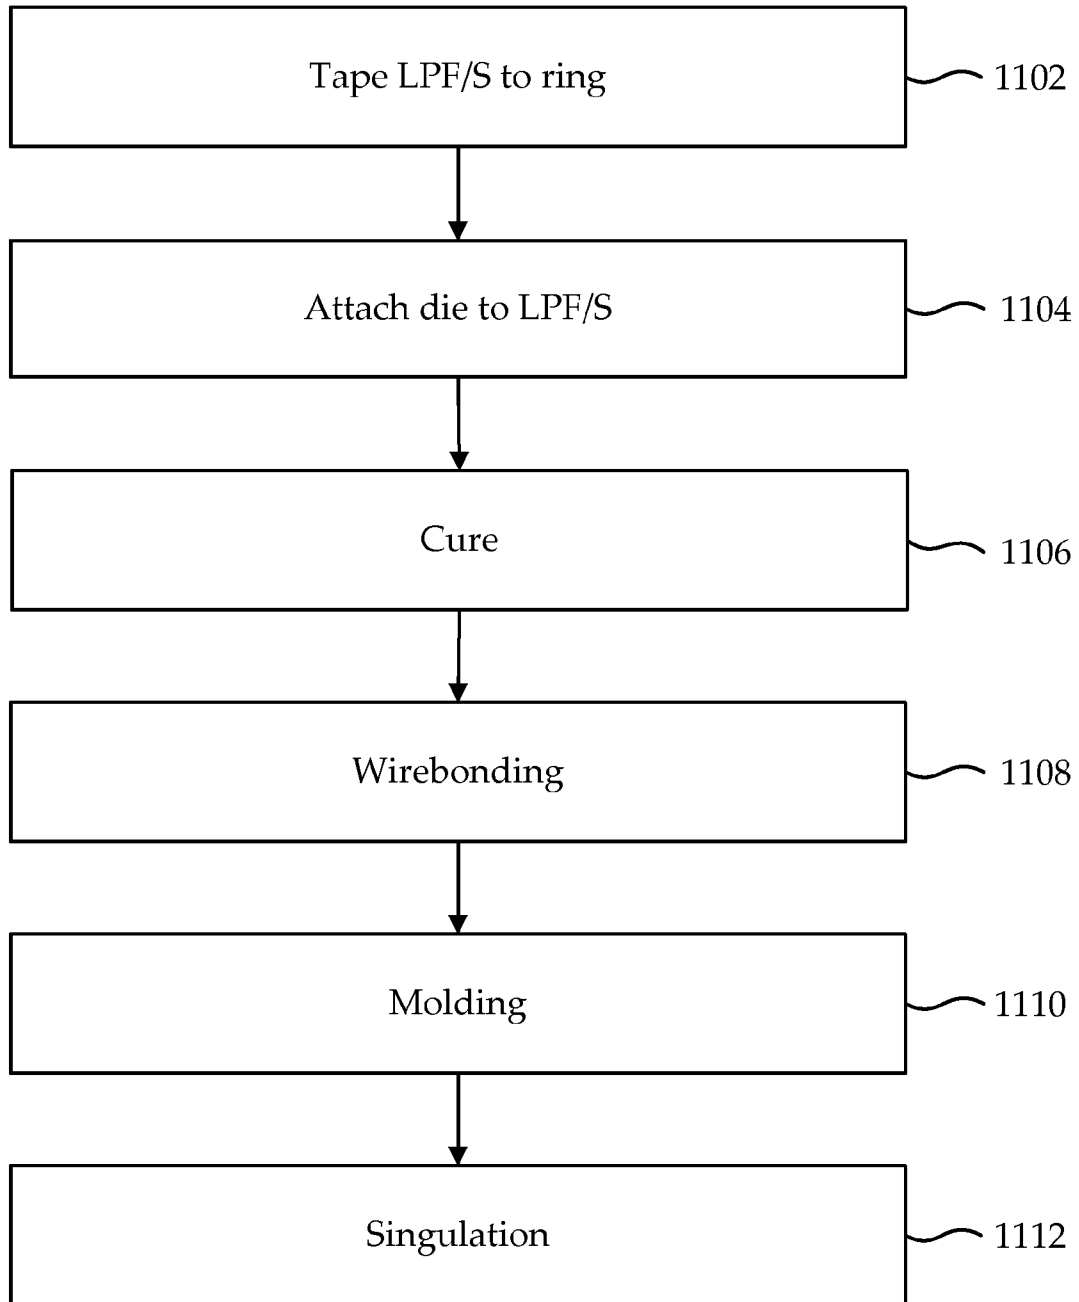 Tape LPF/S to ring
1102
Attach die to LPF/S
1104
Cure
1106
Wirebonding
1108
Molding
1110
Singulation
1112